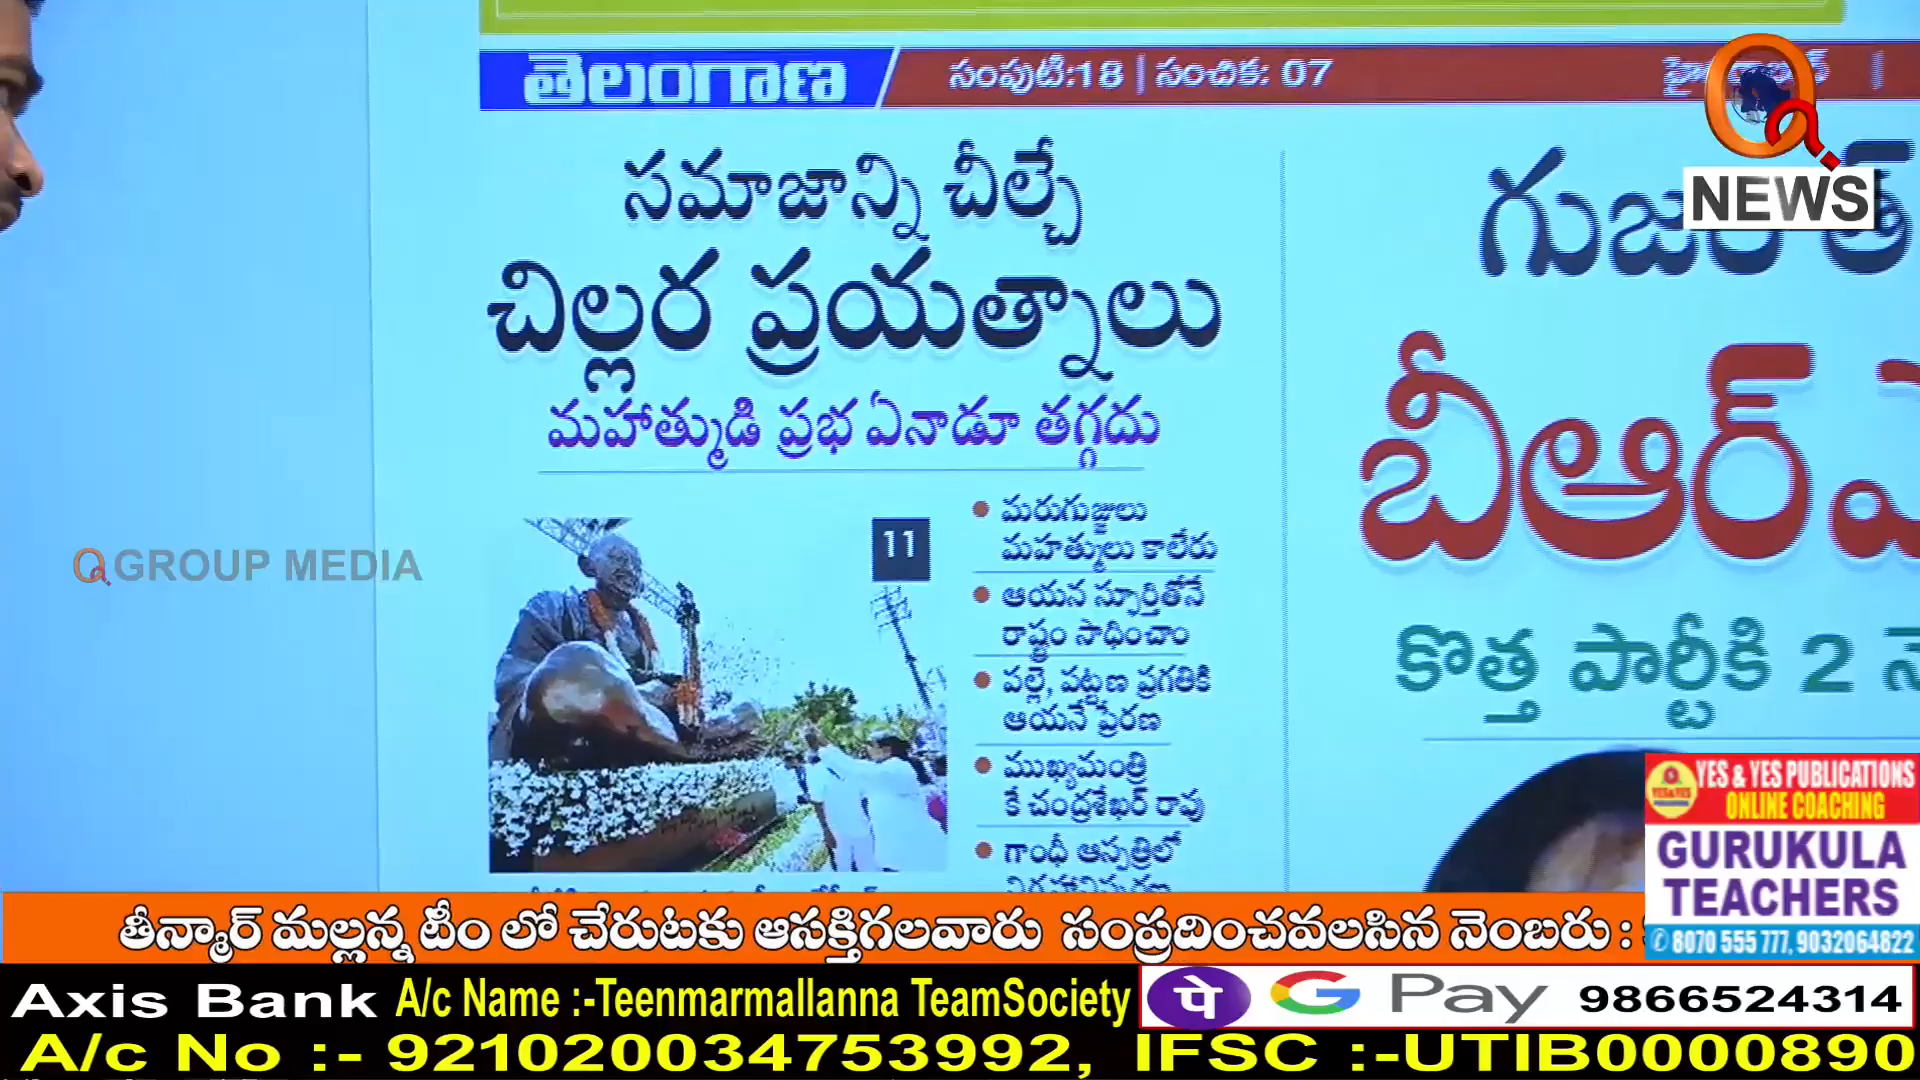 తెలంగాణ
సంపుటి:18 | సంచిక: 07
సమాజాన్ని చీల్చే
చిల్లర ప్రయత్నాలు
మహాత్ముడి ప్రభ ఏనాడూ తగ్గదు
11
• మరుగుజ్జులు
మహత్ములు కాలేరు
• ఆయన స్ఫూర్తితోనే
రాష్ట్రం సాధించాం
• పల్లె, పట్టణ ప్రగతికి
ఆయనే ప్రేరణ
• ముఖ్యమంత్రి
కే చంద్రశేఖర్ రావు
• గాంధీ ఆస్పత్రిలో
కొత్త పార్టీకి 2
Q NEWS
Q GROUP MEDIA
YES & YES PUBLICATIONS
ONLINE COACHING
GURUKULA
TEACHERS
8070 555 777, 9032064822
తీన్మార్ మల్లన్న టీం లో చేరుటకు ఆసక్తిగలవారు సంప్రదించవలసిన నెంబరు :
Axis Bank A/c Name :-Teenmarmallanna TeamSociety
पे G Pay 9866524314
A/c No :- 921020034753992, IFSC :-UTIB0000890